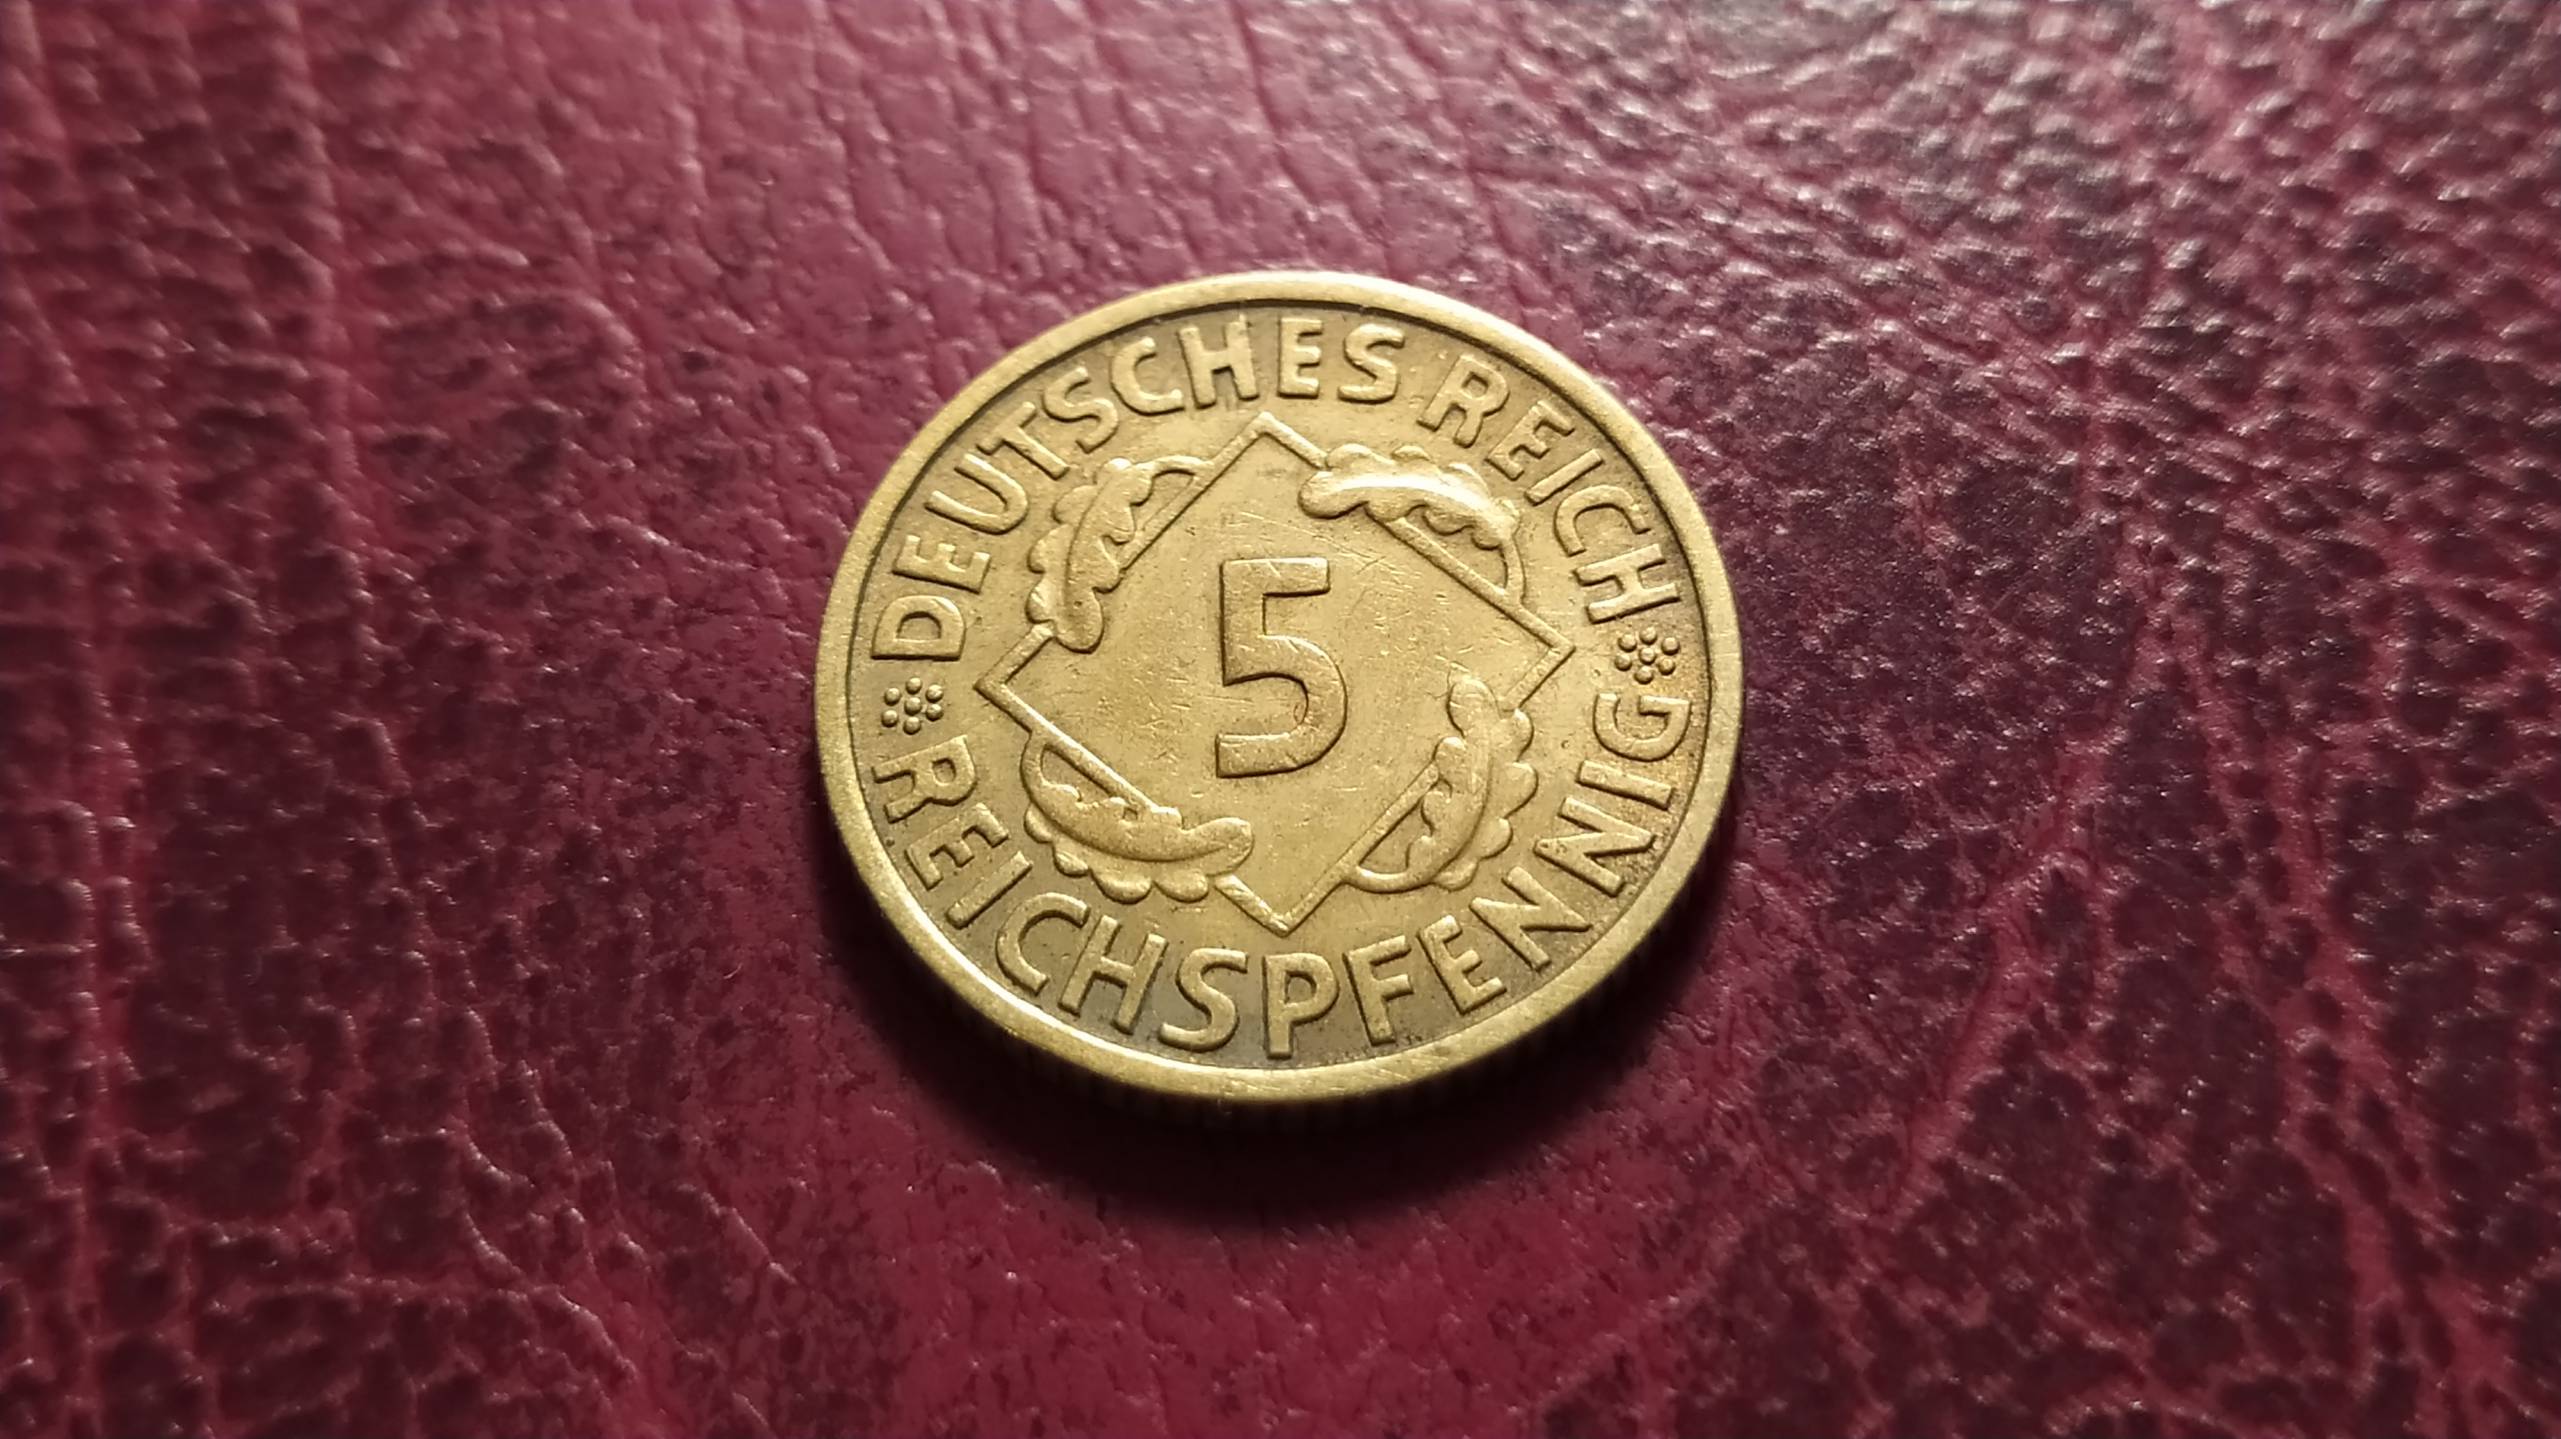 DEUTSCHES REICH
5
REICHSPFENNIG